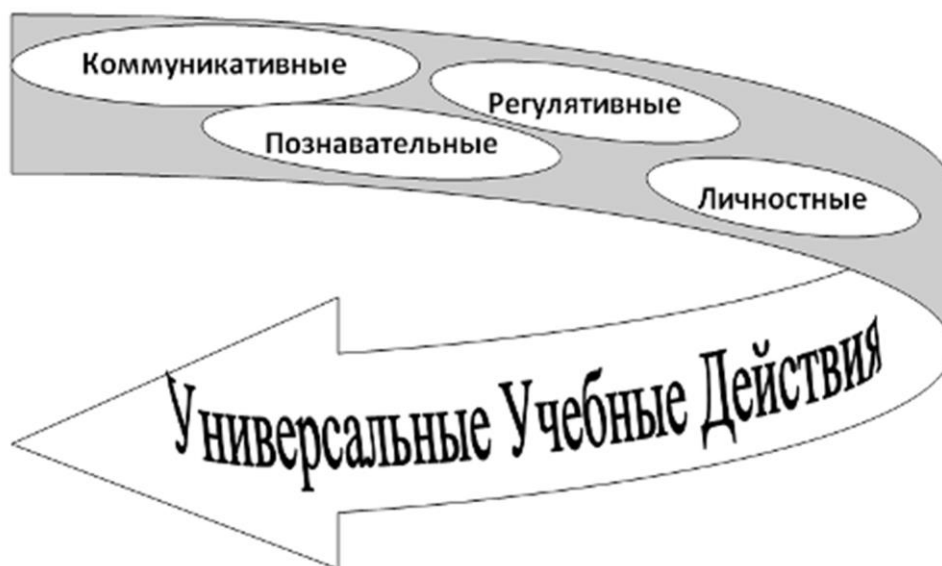 Коммуникативные
Регулятивные
Познавательные
Личностные
Универсальные Учебные Действия